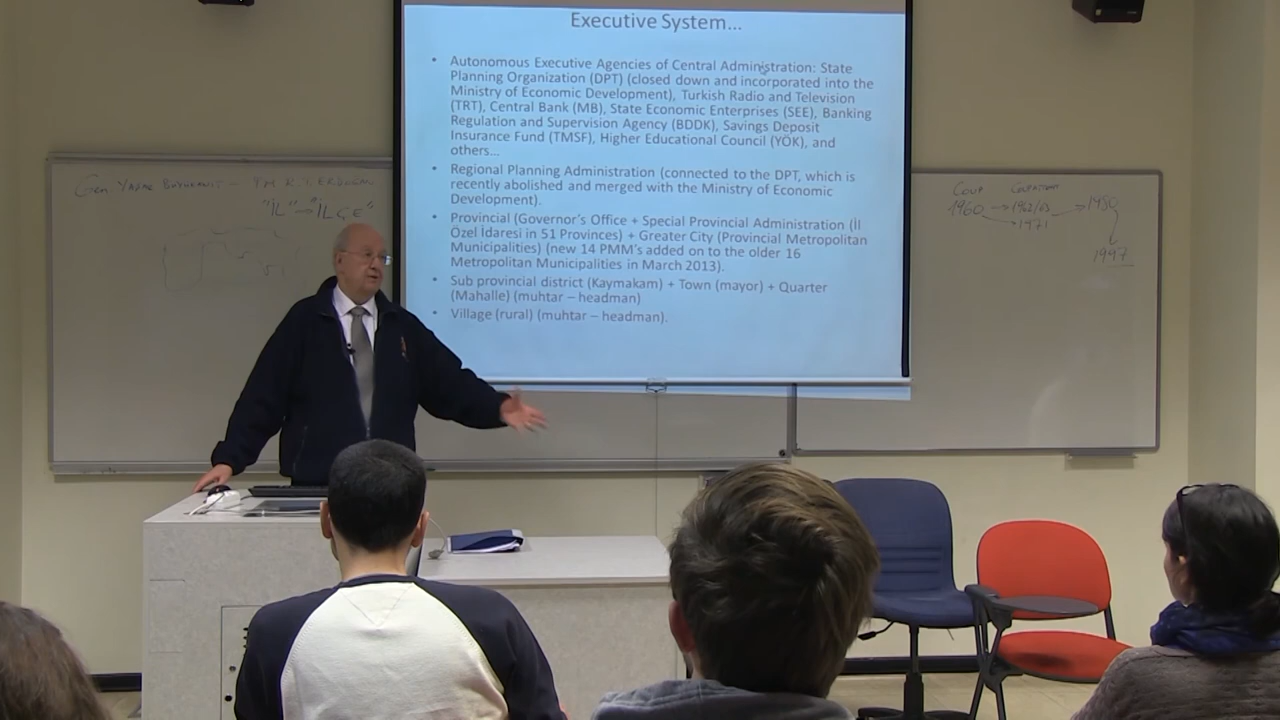 Executive System...
• Autonomous Executive Agencies of Central Administration: State
Planning Organization (DPT) (closed down and incorporated into the
Ministry of Economic Development), Turkish Radio and Television
(TRT), Central Bank (MB), State Economic Enterprises (SEE), Banking
Regulation and Supervision Agency (BDDK), Savings Deposit
Insurance Fund (TMSF), Higher Educational Council (YÖK), and
others...
• Regional Planning Administration (connected to the DPT, which is
recently abolished and merged with the Ministry of Economic
Development).
• Provincial (Governor's Office + Special Provincial Administration (İl
Özel İdaresi in 51 Provinces) + Greater City (Provincial Metropolitan
Municipalities) (new 14 PMM's added on to the older 16
Metropolitan Municipalities in March 2013).
• Sub provincial district (Kaymakam) + Town (mayor) + Quarter
(Mahalle) (muhtar – headman)
• Village (rural) (muhtar – headman).
Gen YAŞAR BÜYÜKANIT – P.M. R.T. ERDOĞAN
"İL" → "İLÇE"
COUP
1960 → 1962/63 → 1980
→ 1971
1997